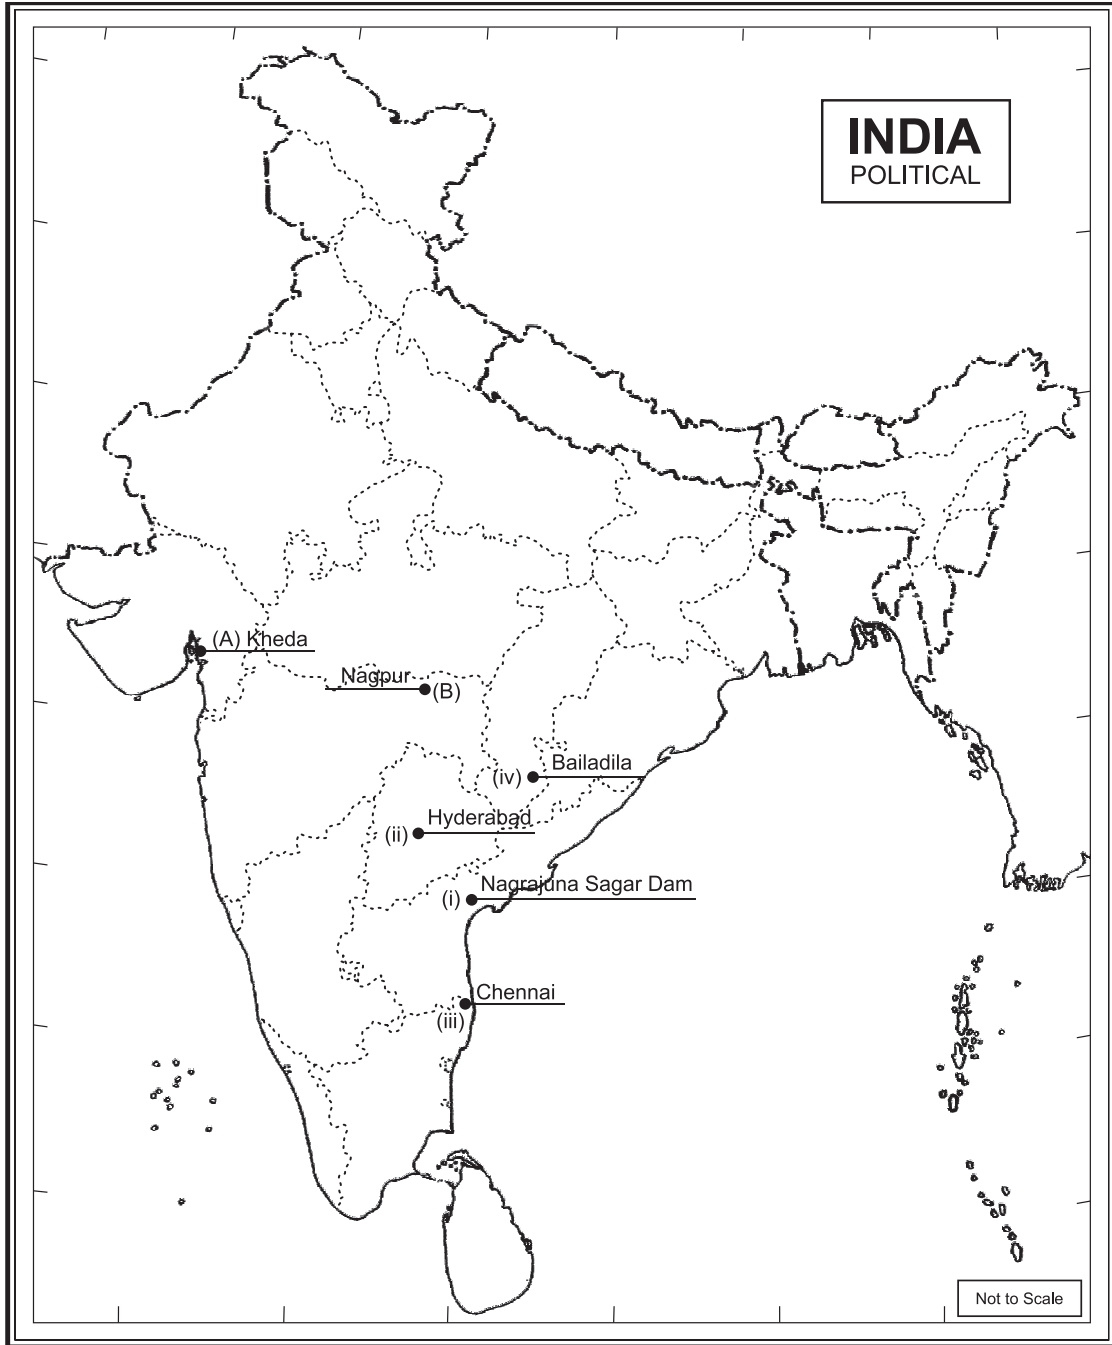 INDIA
POLITICAL
(A) Kheda
Nagpur
(B)
Bailadila
(iv)
Hyderabad
(ii)
Nagrajuna Sagar Dam
(i)
Chennai
(iii)
Not to Scale